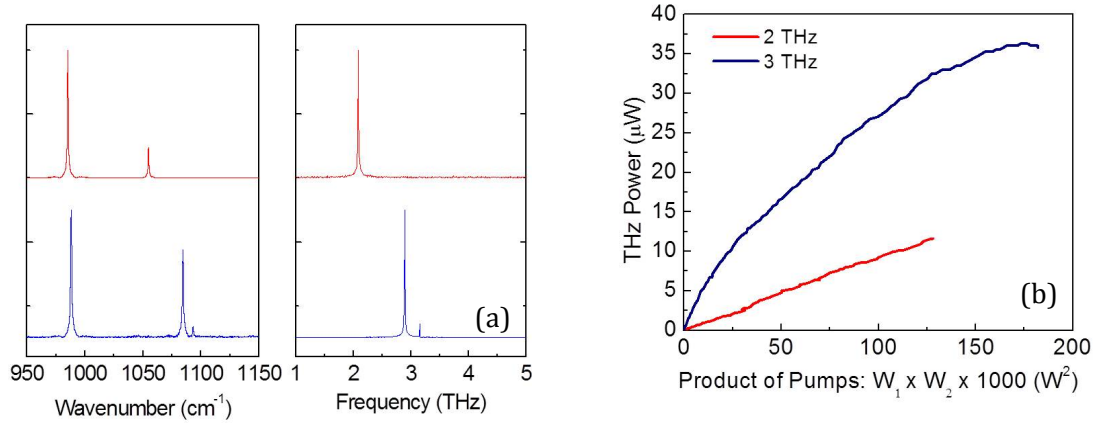 (a)
950 1000 1050 1100 1150
Wavenumber (cm⁻¹)
1 2 3 4 5
Frequency (THz)
40
35
30
25
20
15
10
5
0
THz Power (μW)
2 THz
3 THz
(b)
0 50 100 150 200
Product of Pumps: W₁ x W₂ x 1000 (W²)